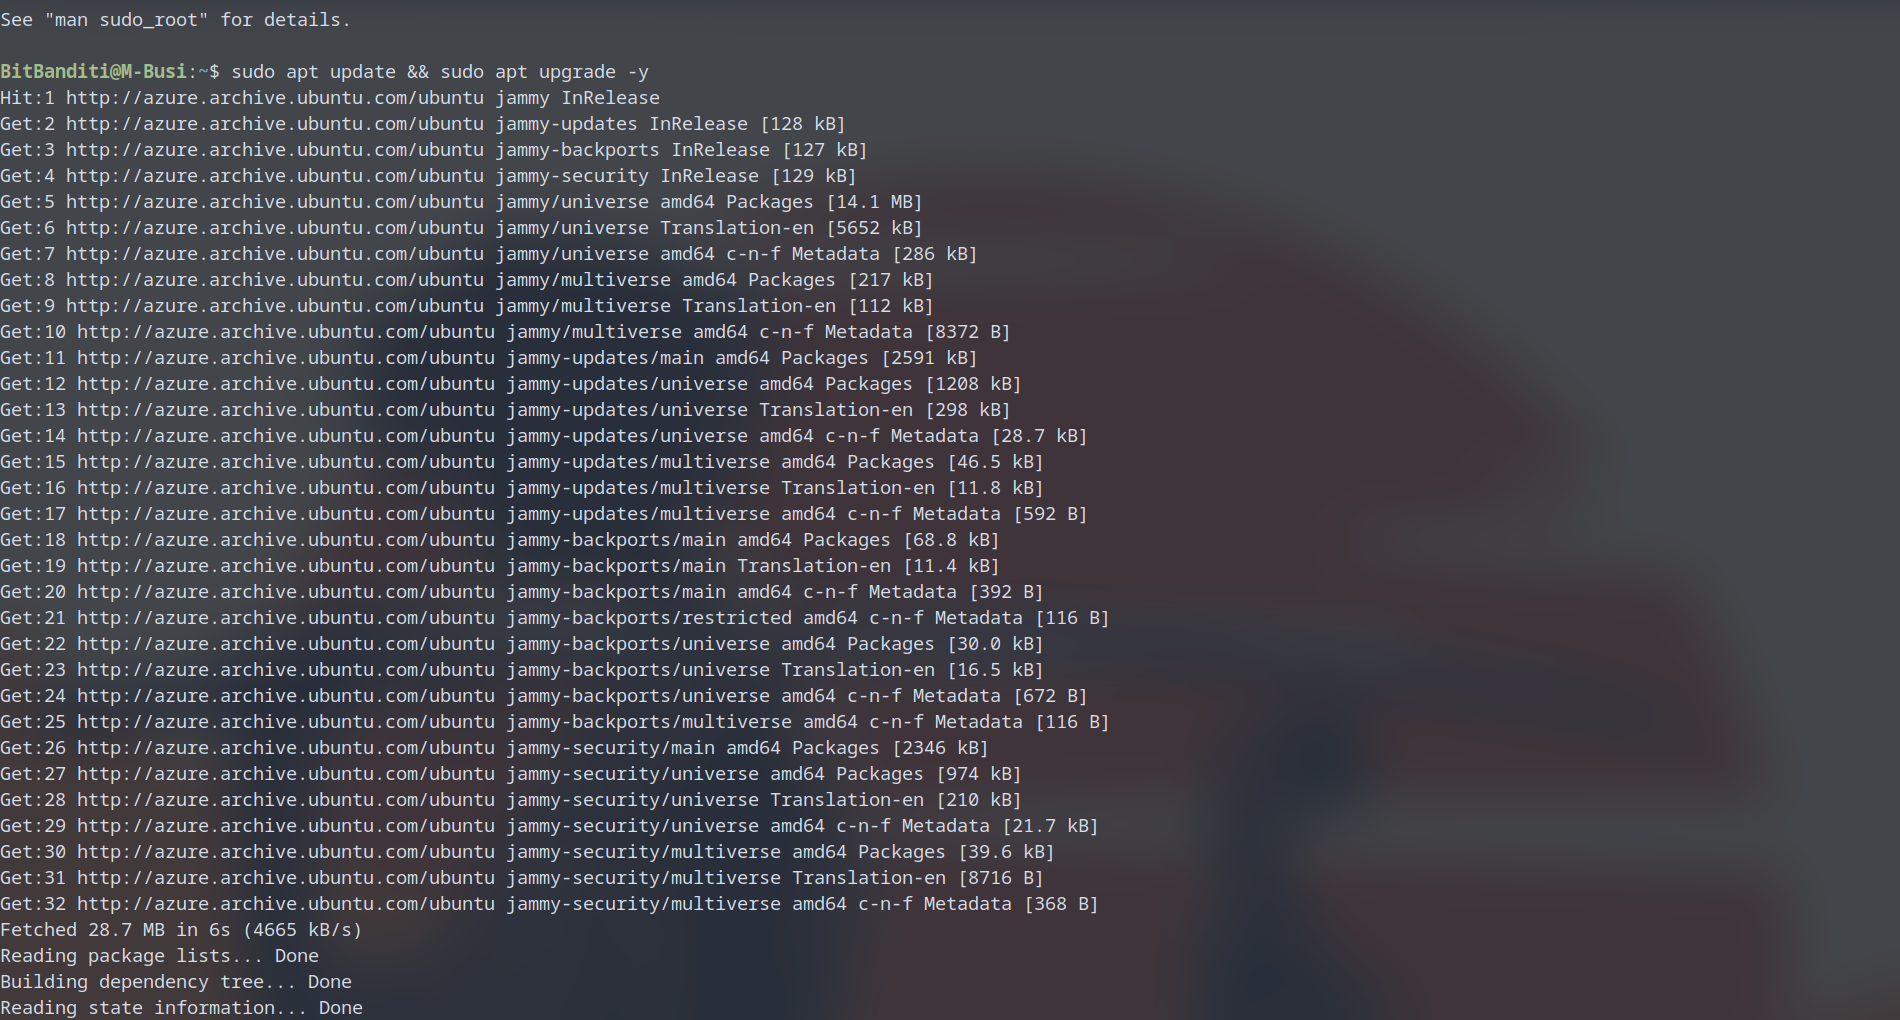 See "man sudo_root" for details.
BitBanditi@M-Busi:~$ sudo apt update && sudo apt upgrade -y
Hit:1 http://azure.archive.ubuntu.com/ubuntu jammy InRelease
Get:2 http://azure.archive.ubuntu.com/ubuntu jammy-updates InRelease [128 kB]
Get:3 http://azure.archive.ubuntu.com/ubuntu jammy-backports InRelease [127 kB]
Get:4 http://azure.archive.ubuntu.com/ubuntu jammy-security InRelease [129 kB]
Get:5 http://azure.archive.ubuntu.com/ubuntu jammy/universe amd64 Packages [14.1 MB]
Get:6 http://azure.archive.ubuntu.com/ubuntu jammy/universe Translation-en [5652 kB]
Get:7 http://azure.archive.ubuntu.com/ubuntu jammy/universe amd64 c-n-f Metadata [286 kB]
Get:8 http://azure.archive.ubuntu.com/ubuntu jammy/multiverse amd64 Packages [217 kB]
Get:9 http://azure.archive.ubuntu.com/ubuntu jammy/multiverse Translation-en [112 kB]
Get:10 http://azure.archive.ubuntu.com/ubuntu jammy/multiverse amd64 c-n-f Metadata [8372 B]
Get:11 http://azure.archive.ubuntu.com/ubuntu jammy-updates/main amd64 Packages [2591 kB]
Get:12 http://azure.archive.ubuntu.com/ubuntu jammy-updates/universe amd64 Packages [1208 kB]
Get:13 http://azure.archive.ubuntu.com/ubuntu jammy-updates/universe Translation-en [298 kB]
Get:14 http://azure.archive.ubuntu.com/ubuntu jammy-updates/universe amd64 c-n-f Metadata [28.7 kB]
Get:15 http://azure.archive.ubuntu.com/ubuntu jammy-updates/multiverse amd64 Packages [46.5 kB]
Get:16 http://azure.archive.ubuntu.com/ubuntu jammy-updates/multiverse Translation-en [11.8 kB]
Get:17 http://azure.archive.ubuntu.com/ubuntu jammy-updates/multiverse amd64 c-n-f Metadata [592 B]
Get:18 http://azure.archive.ubuntu.com/ubuntu jammy-backports/main amd64 Packages [68.8 kB]
Get:19 http://azure.archive.ubuntu.com/ubuntu jammy-backports/main Translation-en [11.4 kB]
Get:20 http://azure.archive.ubuntu.com/ubuntu jammy-backports/main amd64 c-n-f Metadata [392 B]
Get:21 http://azure.archive.ubuntu.com/ubuntu jammy-backports/restricted amd64 c-n-f Metadata [116 B]
Get:22 http://azure.archive.ubuntu.com/ubuntu jammy-backports/universe amd64 Packages [30.0 kB]
Get:23 http://azure.archive.ubuntu.com/ubuntu jammy-backports/universe Translation-en [16.5 kB]
Get:24 http://azure.archive.ubuntu.com/ubuntu jammy-backports/universe amd64 c-n-f Metadata [672 B]
Get:25 http://azure.archive.ubuntu.com/ubuntu jammy-backports/multiverse amd64 c-n-f Metadata [116 B]
Get:26 http://azure.archive.ubuntu.com/ubuntu jammy-security/main amd64 Packages [2346 kB]
Get:27 http://azure.archive.ubuntu.com/ubuntu jammy-security/universe amd64 Packages [974 kB]
Get:28 http://azure.archive.ubuntu.com/ubuntu jammy-security/universe Translation-en [210 kB]
Get:29 http://azure.archive.ubuntu.com/ubuntu jammy-security/universe amd64 c-n-f Metadata [21.7 kB]
Get:30 http://azure.archive.ubuntu.com/ubuntu jammy-security/multiverse amd64 Packages [39.6 kB]
Get:31 http://azure.archive.ubuntu.com/ubuntu jammy-security/multiverse Translation-en [8716 B]
Get:32 http://azure.archive.ubuntu.com/ubuntu jammy-security/multiverse amd64 c-n-f Metadata [368 B]
Fetched 28.7 MB in 6s (4665 kB/s)
Reading package lists... Done
Building dependency tree... Done
Reading state information... Done